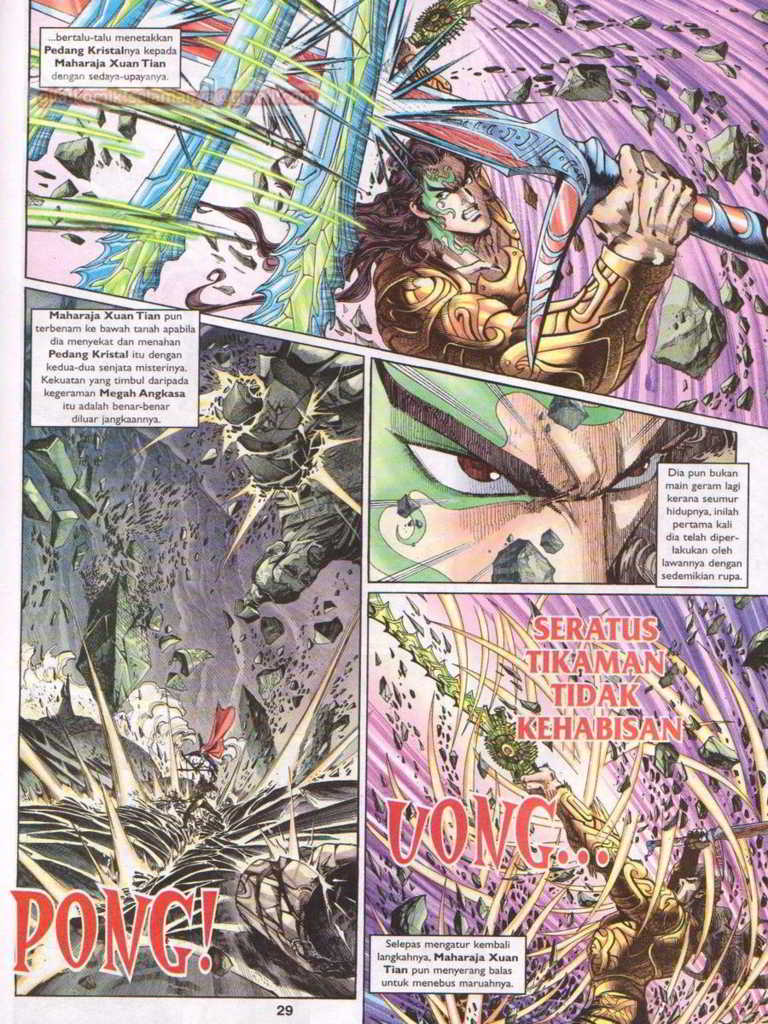 ...bertalu-talu menetakkan
Pedang Kristalnya kepada
Maharaja Xuan Tian
dengan sedaya-upayanya.
Maharaja Xuan Tian pun
terbenam ke bawah tanah apabila
dia menyekat dan menahan
Pedang Kristal itu dengan
kedua-dua senjata misterinya.
Kekuatan yang timbul daripada
kegeraman Megah Angkasa
itu adalah benar-benar
diluar jangkaannya.
Dia pun bukan
main geram lagi
kerana seumur
hidupnya, inilah
pertama kali
dia telah diper-
lakukan oleh
lawannya dengan
sedemikian rupa.
PONG!
SERATUS
TIKAMAN
TIDAK
KEHABISAN
UONG...
Selepas mengatur kembali
langkahnya, Maharaja Xuan
Tian pun menyerang balas
untuk menebus maruahnya.
29